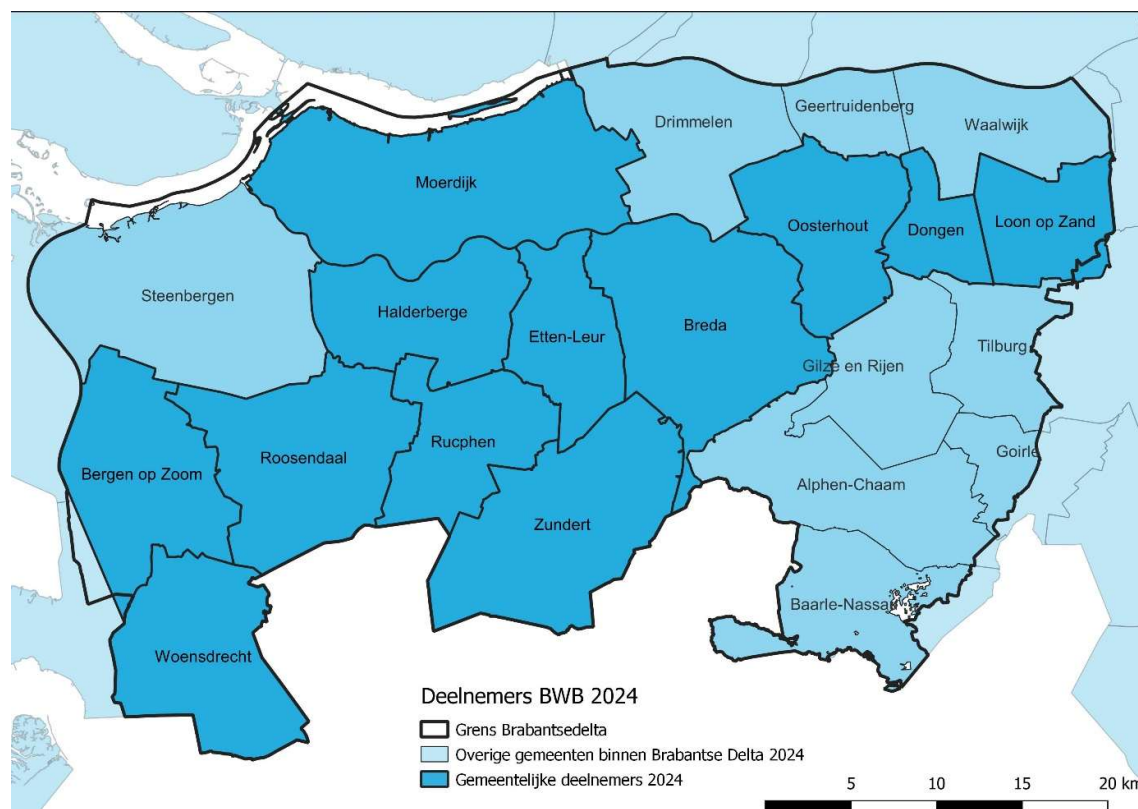 Geertruidenberg
Drimmelen
Waalwijk
Moerdijk
Oosterhout
Dongen
Loon op Zand
Steenbergen
Halderberge
Etten-Leur
Breda
Tilburg
Gilze en Rijen
Rucphen
Roosendaal
Bergen op Zoom
Goirle
Alphen-Chaam
Zundert
Baarle-Nassau
Woensdrecht
Deelnemers BWB 2024
Grens Brabantsedelta
Overige gemeenten binnen Brabantse Delta 2024
Gemeentelijke deelnemers 2024
5 10 15 20 km